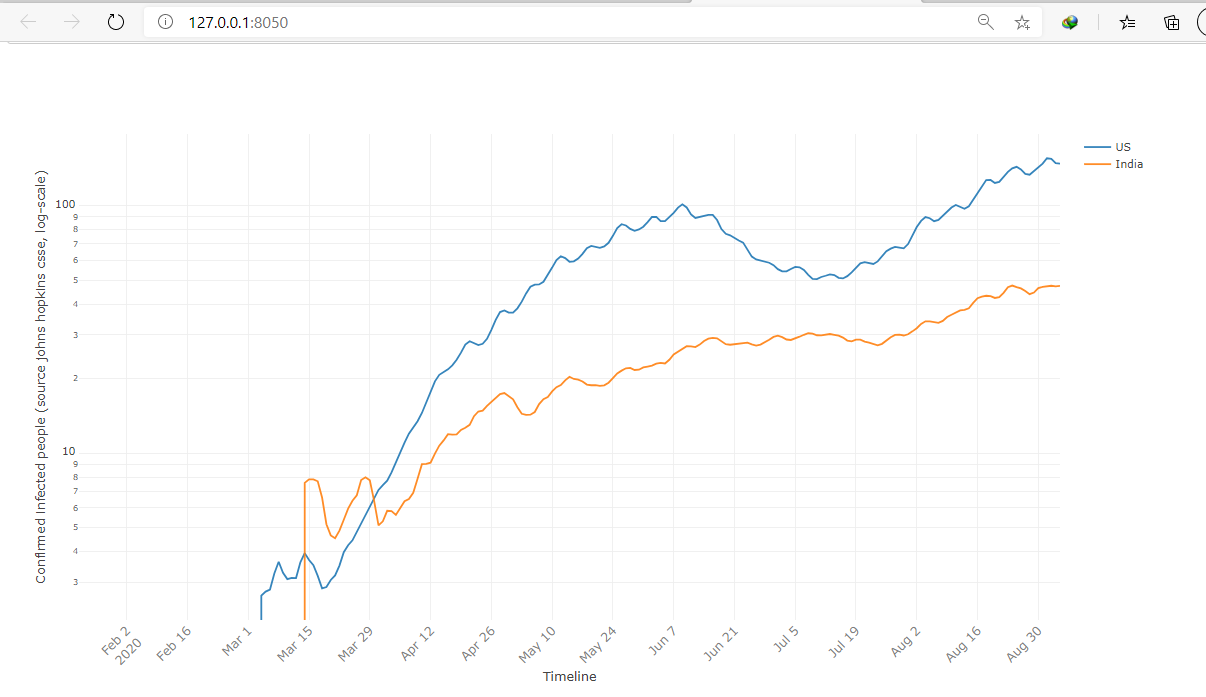 127.0.0.1:8050
US
India
Confirmed infected people (source johns hopkins csse, log-scale)
100
9
8
7
6
5
4
3
2
10
9
8
7
6
5
4
3
Feb 2
2020
Feb 16
Mar 1
Mar 15
Mar 29
Apr 12
Apr 26
May 10
May 24
Jun 7
Jun 21
Jul 5
Jul 19
Aug 2
Aug 16
Aug 30
Timeline